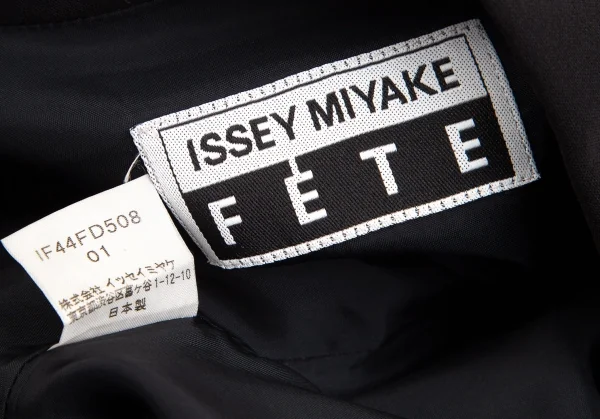 ISSEY MIYAKE
FÊTE
IF44FD508
01
株式会社 イッセイミヤケ
東京都渋谷区富ヶ谷1-12-10
日本製